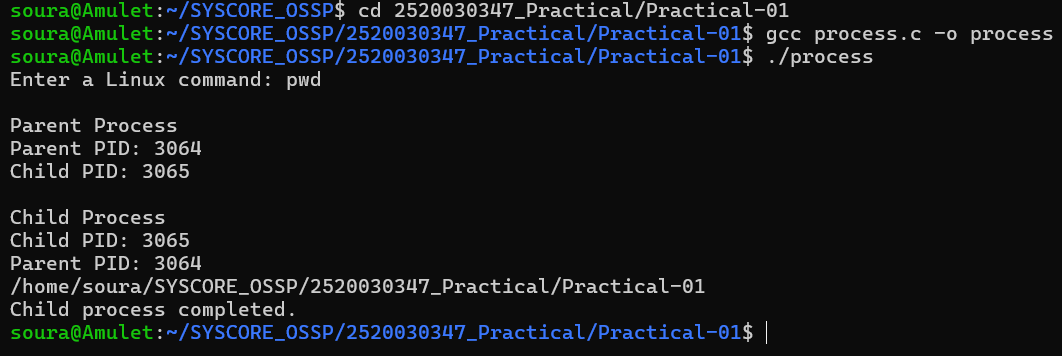 soura@Amulet:~/SYSCORE_OSSP$ cd 2520030347_Practical/Practical-01
soura@Amulet:~/SYSCORE_OSSP/2520030347_Practical/Practical-01$ gcc process.c -o process
soura@Amulet:~/SYSCORE_OSSP/2520030347_Practical/Practical-01$ ./process
Enter a Linux command: pwd

Parent Process
Parent PID: 3064
Child PID: 3065

Child Process
Child PID: 3065
Parent PID: 3064
/home/soura/SYSCORE_OSSP/2520030347_Practical/Practical-01
Child process completed.
soura@Amulet:~/SYSCORE_OSSP/2520030347_Practical/Practical-01$